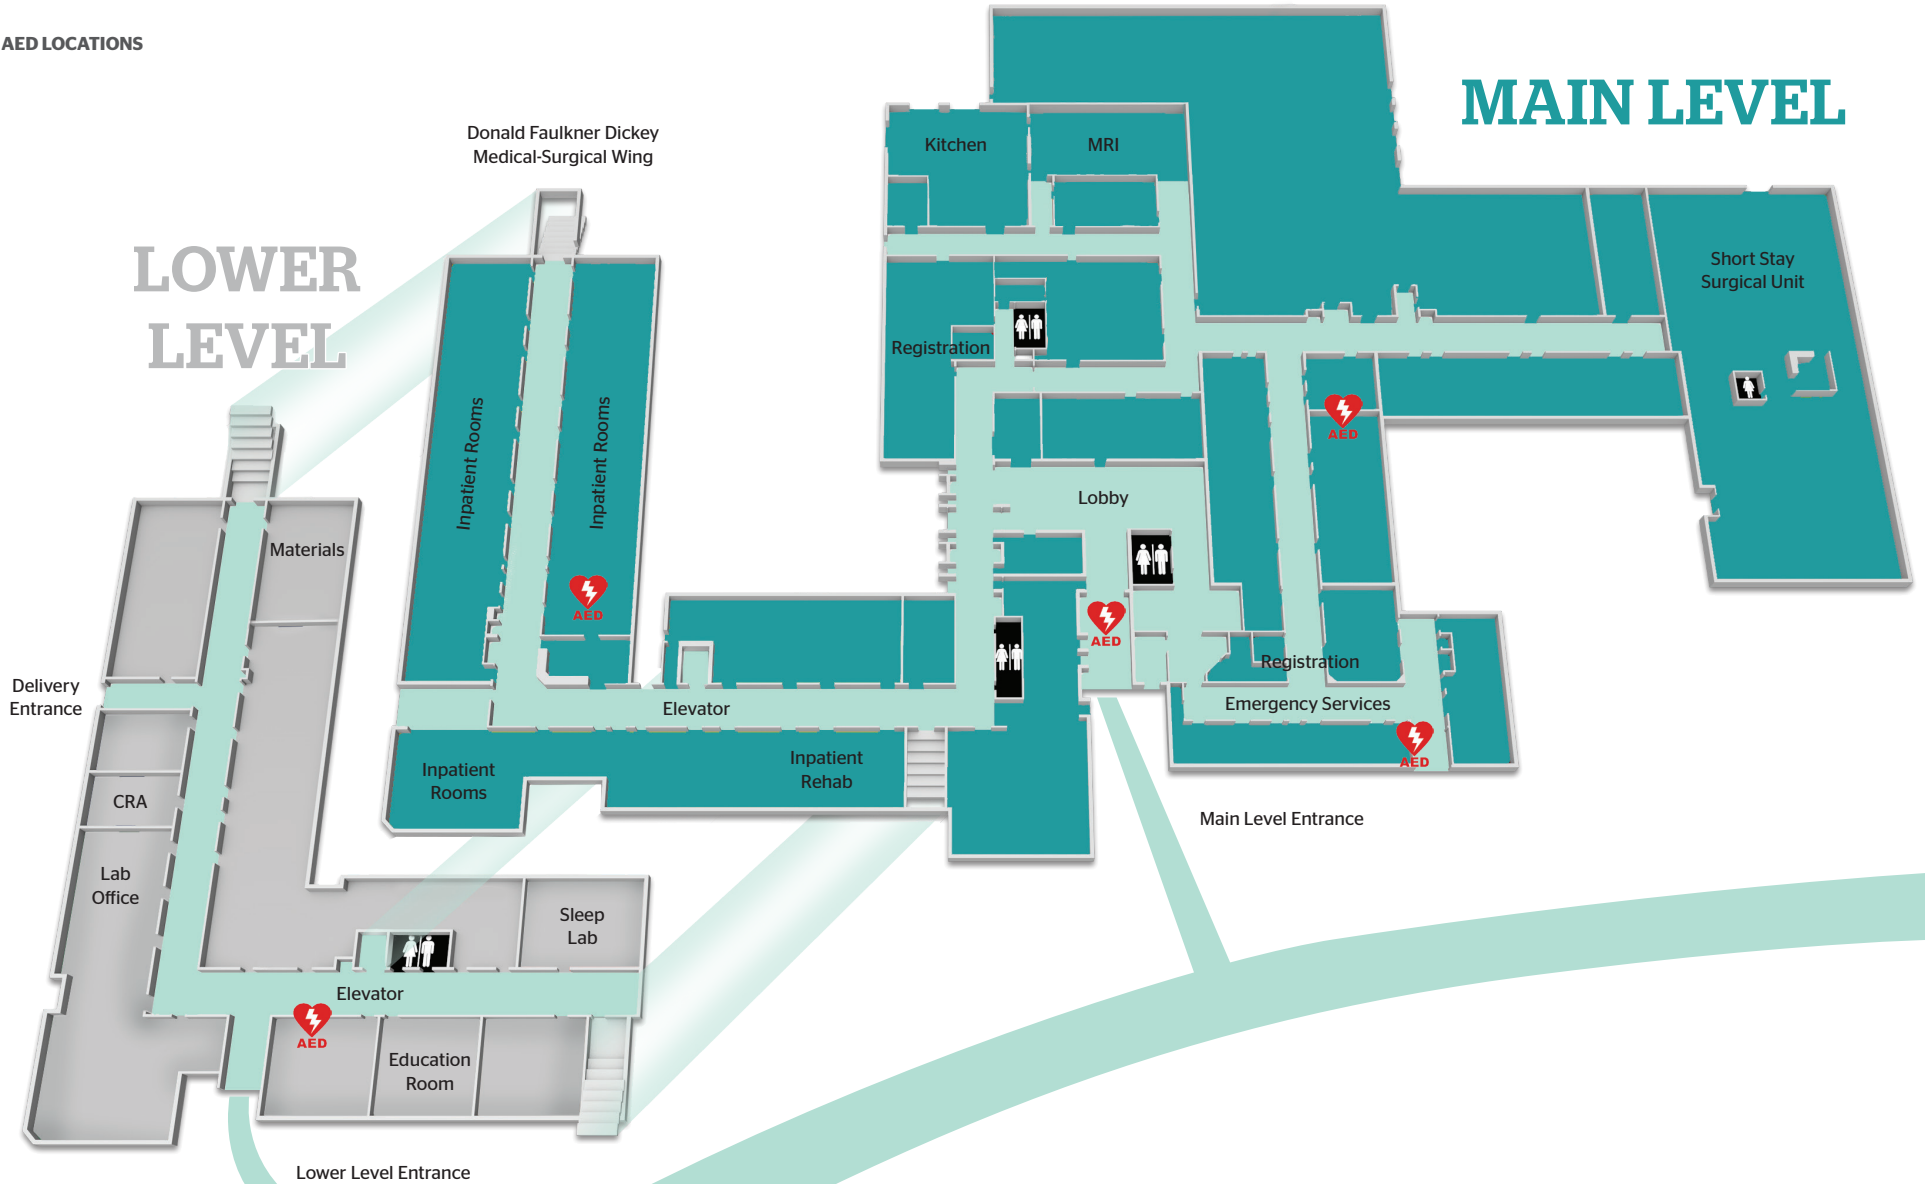 AED LOCATIONS
MAIN LEVEL
Donald Faulkner Dickey
Medical-Surgical Wing
Kitchen
MRI
LOWER
LEVEL
Short Stay
Surgical Unit
Registration
Inpatient Rooms
Inpatient Rooms
AED
Lobby
Materials
AED
AED
Registration
Delivery
Entrance
Elevator
Emergency Services
AED
Inpatient
Rooms
Inpatient
Rehab
CRA
Main Level Entrance
Lab
Office
Sleep
Lab
Elevator
AED
Education
Room
Lower Level Entrance